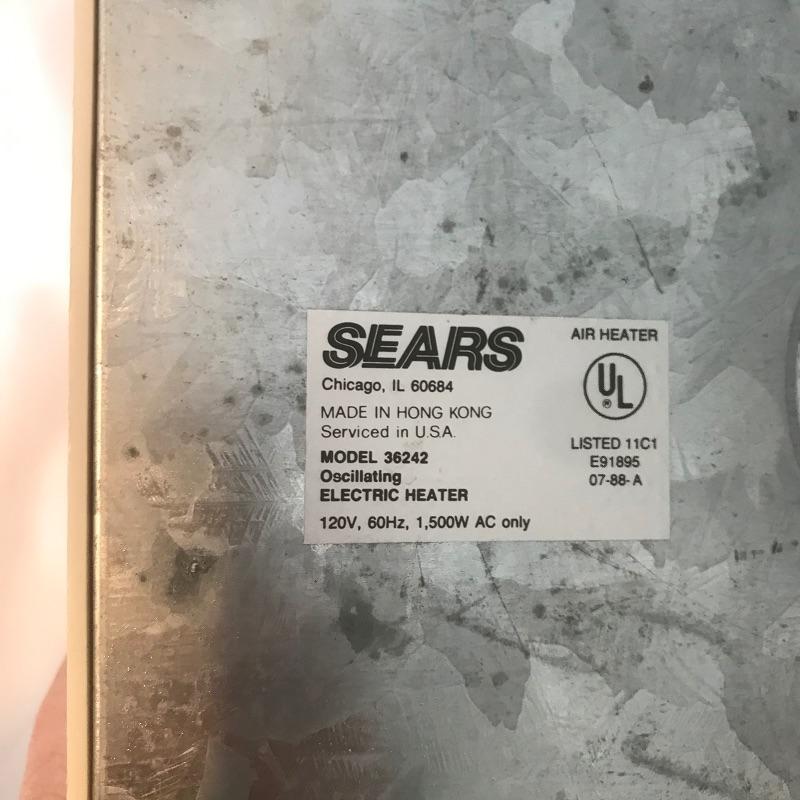 SEARS
Chicago, IL 60684
MADE IN HONG KONG
Serviced in U.S.A.
MODEL 36242
Oscillating
ELECTRIC HEATER
120V, 60Hz, 1,500W AC only
AIR HEATER
UL
®
LISTED 11C1
E91895
07-88-A